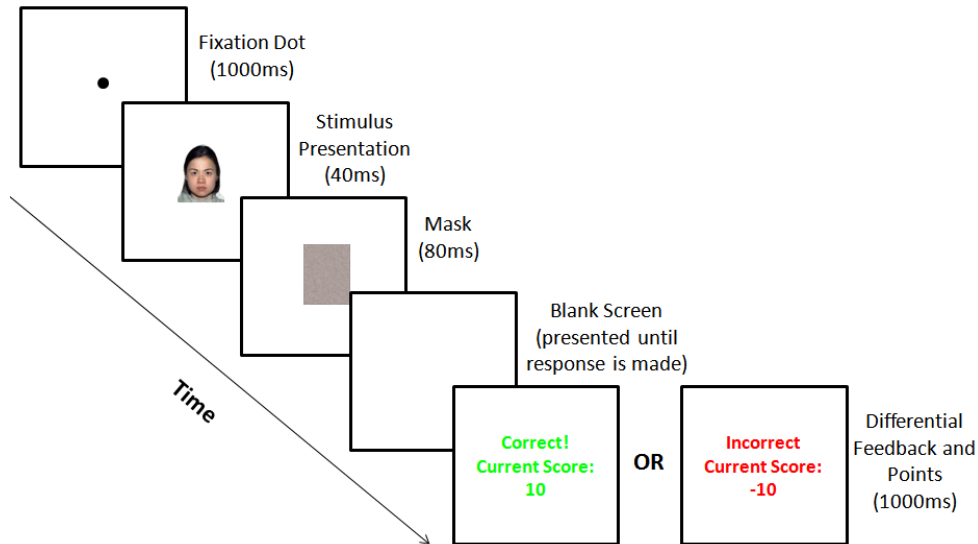 Fixation Dot
(1000ms)
Stimulus
Presentation
(40ms)
Mask
(80ms)
Blank Screen
(presented until
response is made)
Time
Correct!
Current Score:
10
OR
Incorrect
Current Score:
-10
Differential
Feedback and
Points
(1000ms)